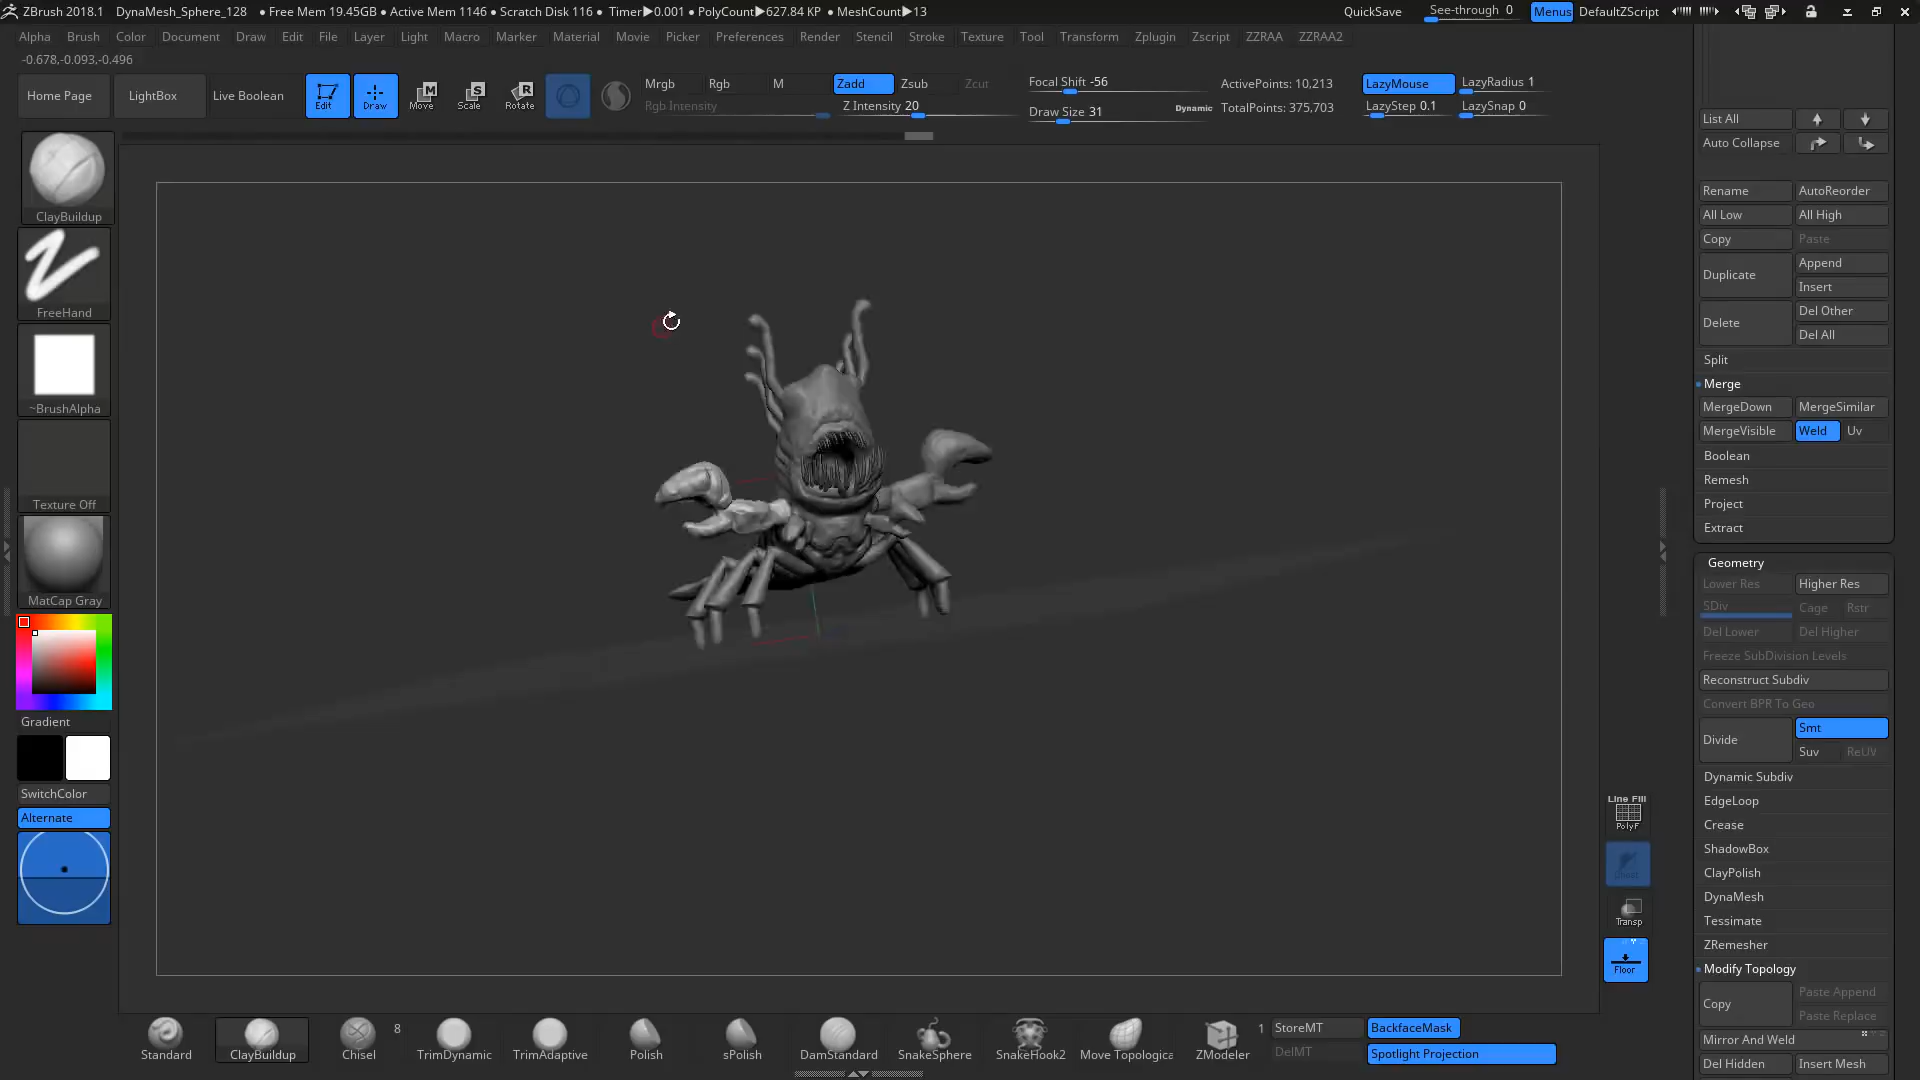 ZBrush 2018.1 DynaMesh_Sphere_128 ● Free Mem 19.45GB ● Active Mem 1146 ● Scratch Disk 116 ● Timer▶0.001 ● PolyCount▶627.84 KP ● MeshCount▶13 QuickSave See-through 0 Menus DefaultZScript
Alpha Brush Color Document Draw Edit File Layer Light Macro Marker Material Movie Picker Preferences Render Stencil Stroke Texture Tool Transform Zplugin Zscript ZZRAA ZZRAA2
-0.678,-0.093,-0.496
Home Page LightBox Live Boolean Edit Draw Move Scale Rotate
Mrgb Rgb M Zadd Zsub Zcut
Rgb Intensity Z Intensity 20
Focal Shift -56
Draw Size 31 Dynamic
ActivePoints: 10,213
TotalPoints: 375,703
LazyMouse LazyRadius 1
LazyStep 0.1 LazySnap 0
ClayBuildup
FreeHand
~BrushAlpha
Texture Off
MatCap Gray
Gradient
SwitchColor
Alternate
List All
Auto Collapse
Rename AutoReorder
All Low All High
Copy Paste
Duplicate Append
Insert
Delete Del Other
Del All
Split
Merge
MergeDown MergeSimilar
MergeVisible Weld Uv
Boolean
Remesh
Project
Extract
Geometry
Lower Res Higher Res
SDiv Cage Rstr
Del Lower Del Higher
Freeze SubDivision Levels
Reconstruct Subdiv
Convert BPR To Geo
Divide Smt
Suv ReUV
Dynamic Subdiv
EdgeLoop
Crease
ShadowBox
ClayPolish
DynaMesh
Tessimate
ZRemesher
Modify Topology
Copy Paste Append
Paste Replace
Mirror And Weld
Del Hidden Insert Mesh
Line Fill
PolyF
Ghost
Transp
Floor
Standard ClayBuildup Chisel 8 TrimDynamic TrimAdaptive Polish sPolish DamStandard SnakeSphere SnakeHook2 Move Topologica ZModeler 1
StoreMT BackfaceMask
DelMT Spotlight Projection